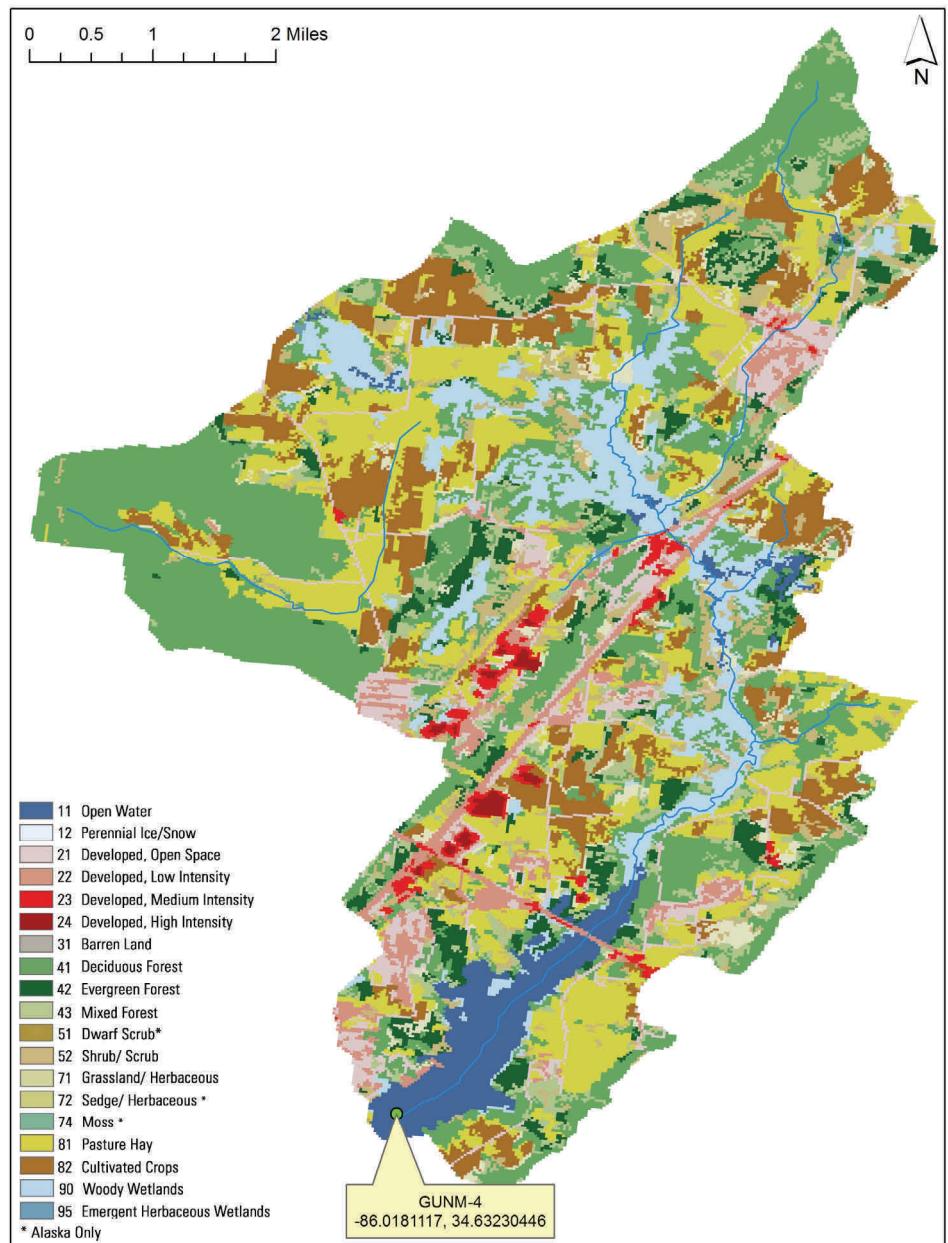 0 0.5 1 2 Miles
N
11 Open Water
12 Perennial Ice/Snow
21 Developed, Open Space
22 Developed, Low Intensity
23 Developed, Medium Intensity
24 Developed, High Intensity
31 Barren Land
41 Deciduous Forest
42 Evergreen Forest
43 Mixed Forest
51 Dwarf Scrub*
52 Shrub/ Scrub
71 Grassland/ Herbaceous
72 Sedge/ Herbaceous *
74 Moss *
81 Pasture Hay
82 Cultivated Crops
90 Woody Wetlands
95 Emergent Herbaceous Wetlands
* Alaska Only
GUNM-4
-86.0181117, 34.63230446